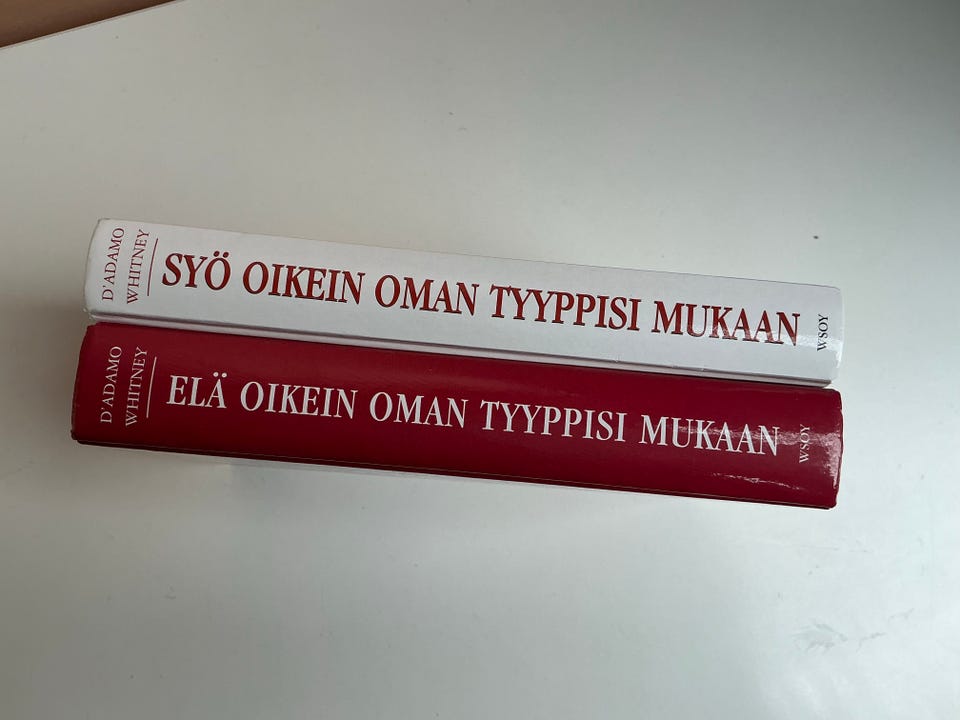 D'ADAMO
WHITNEY
SYÖ OIKEIN OMAN TYYPPISI MUKAAN
WSOY
D'ADAMO
WHITNEY
ELÄ OIKEIN OMAN TYYPPISI MUKAAN
WSOY